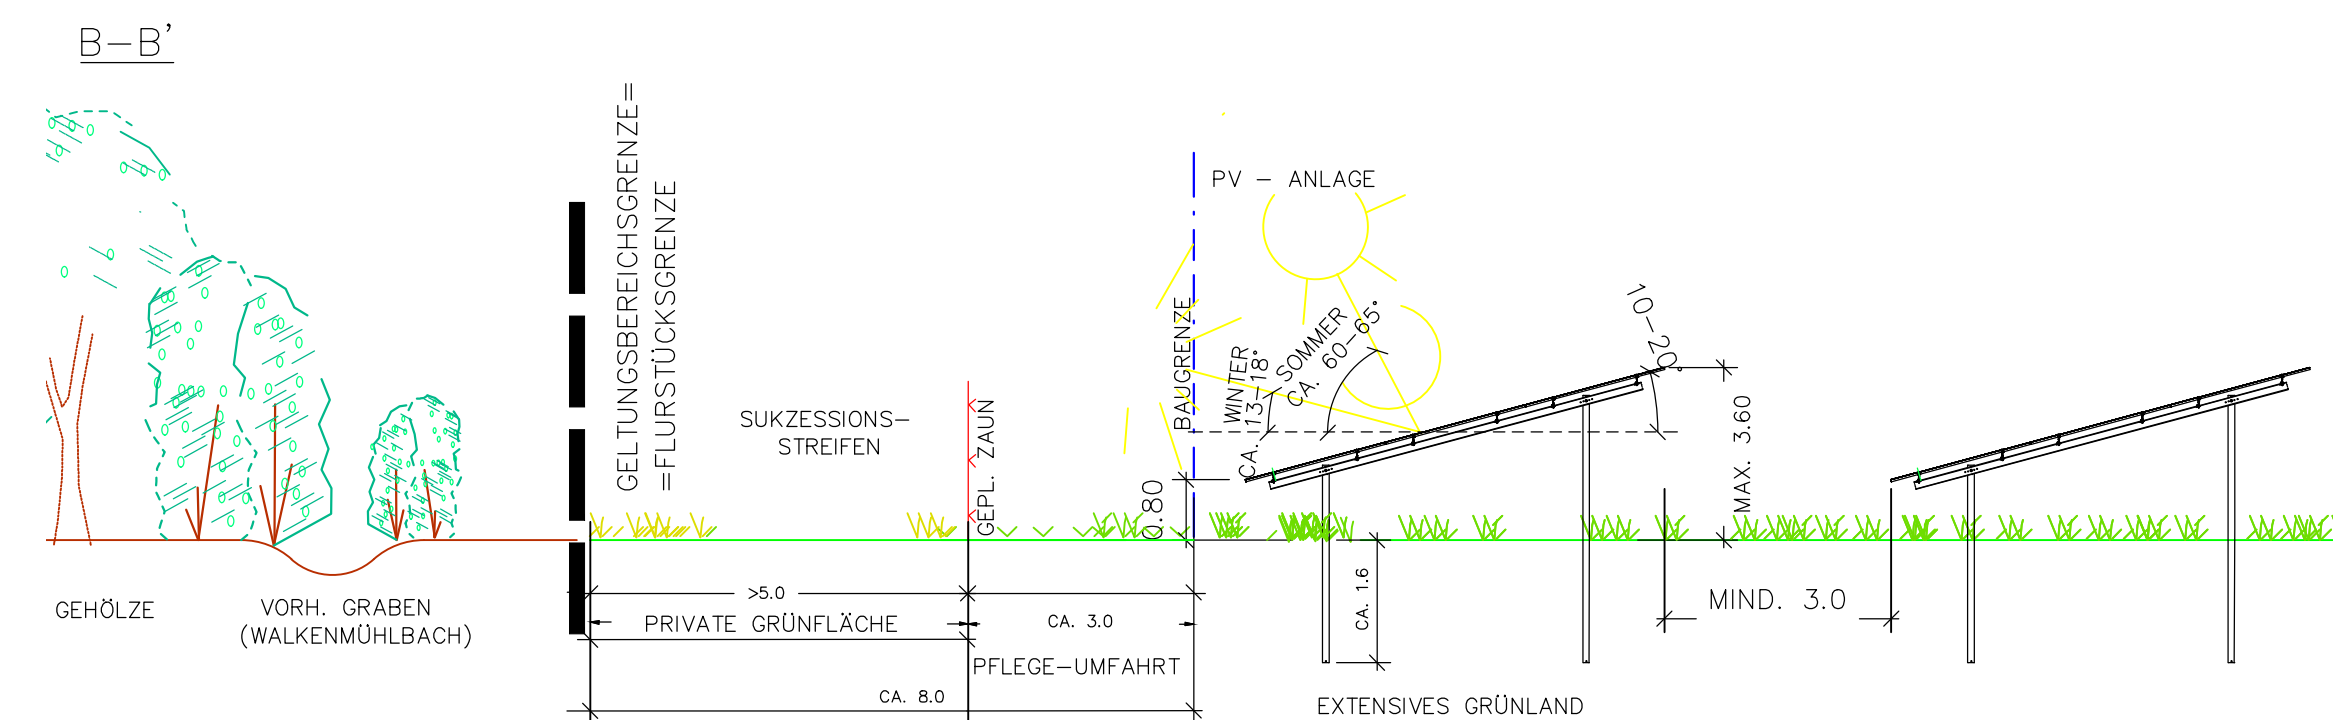 B–B'
GELTUNGSBEREICHSGRENZE=
=FLURSTÜCKSGRENZE
SUKZESSIONS–
STREIFEN
GEPL. ZAUN
BAUGRENZE
0.80
PV – ANLAGE
WINTER
CA. 13–18°
SOMMER
CA. 60–65°
10–20°
MAX. 3.60
GEHÖLZE
VORH. GRABEN
(WALKENMÜHLBACH)
>5.0
PRIVATE GRÜNFLÄCHE
CA. 3.0
PFLEGE–UMFAHRT
CA. 8.0
CA. 1.6
MIND. 3.0
EXTENSIVES GRÜNLAND